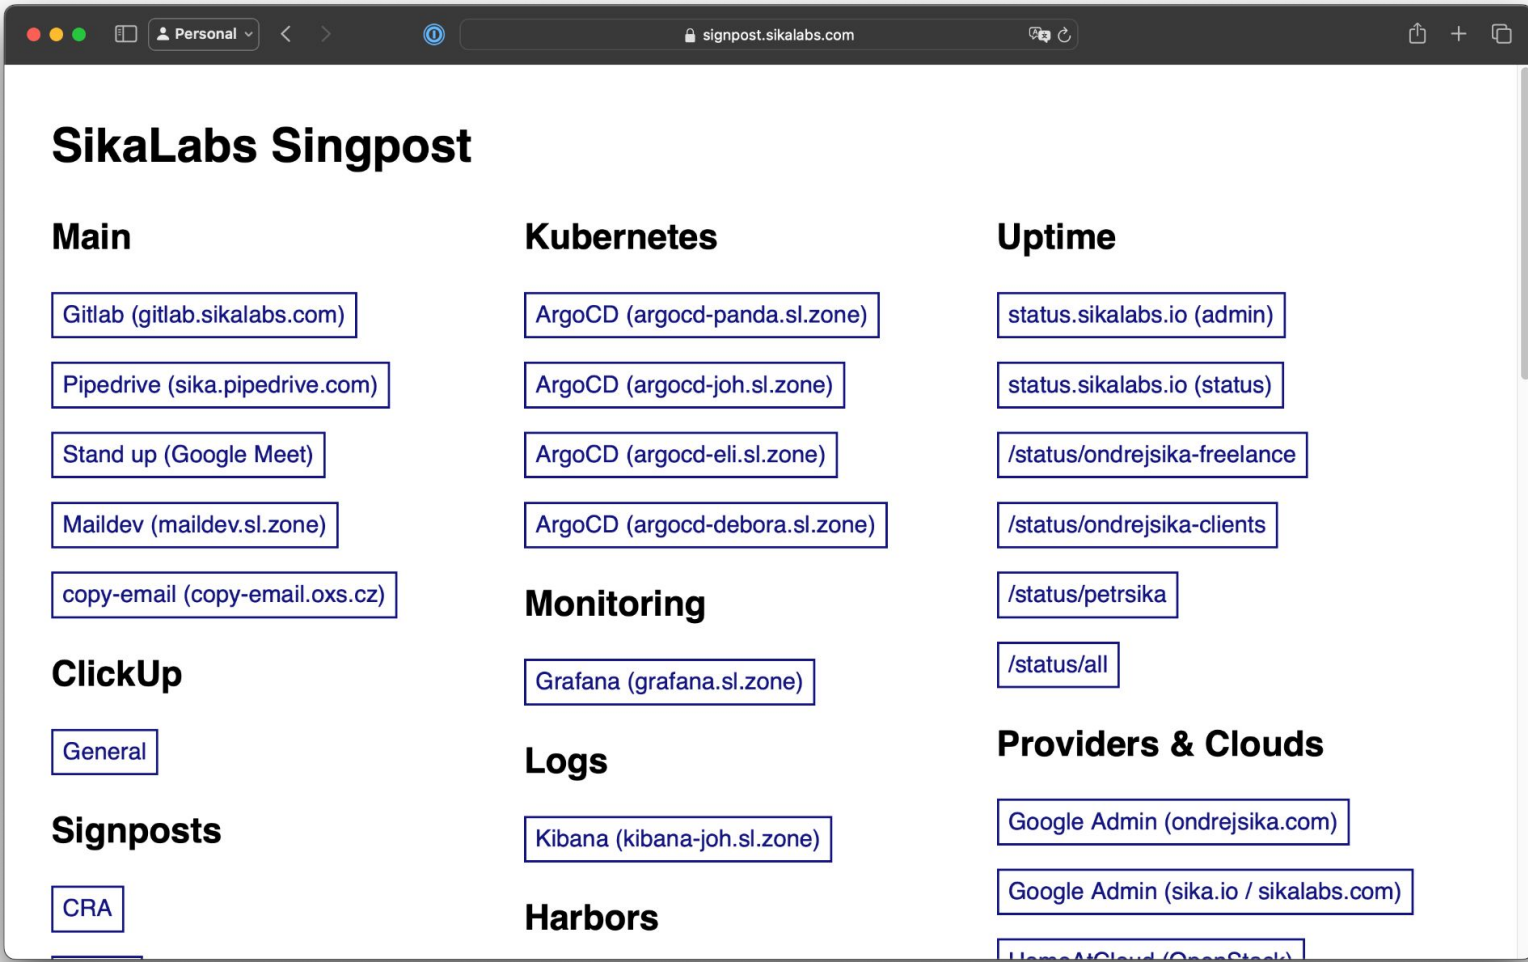 Personal
signpost.sikalabs.com
SikaLabs Singpost
Main
Gitlab (gitlab.sikalabs.com)
Pipedrive (sika.pipedrive.com)
Stand up (Google Meet)
Maildev (maildev.sl.zone)
copy-email (copy-email.oxs.cz)
ClickUp
General
Signposts
CRA
Kubernetes
ArgoCD (argocd-panda.sl.zone)
ArgoCD (argocd-joh.sl.zone)
ArgoCD (argocd-eli.sl.zone)
ArgoCD (argocd-debora.sl.zone)
Monitoring
Grafana (grafana.sl.zone)
Logs
Kibana (kibana-joh.sl.zone)
Harbors
Uptime
status.sikalabs.io (admin)
status.sikalabs.io (status)
/status/ondrejsika-freelance
/status/ondrejsika-clients
/status/petrsika
/status/all
Providers & Clouds
Google Admin (ondrejsika.com)
Google Admin (sika.io / sikalabs.com)
HomeAtCloud (OpenStack)